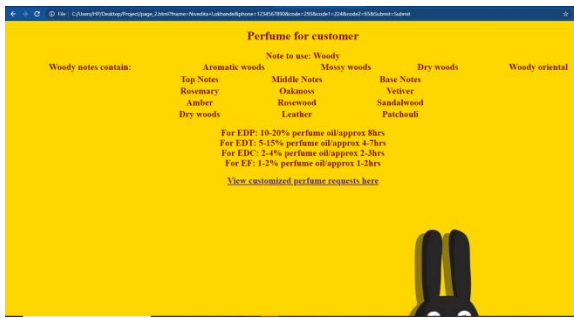 File C:/Users/HP/Desktop/Project/page_2.html?fname=Nivedita+Lokhande&phone=1234567890&code=293&code1=224&code2=65&Submit=Submit
Perfume for customer
Note to use: Woody
Woody notes contain: Aromatic woods Mossy woods Dry woods Woody oriental
Top Notes Middle Notes Base Notes
Rosemary Oakmoss Vetiver
Amber Rosewood Sandalwood
Dry woods Leather Patchouli
For EDP: 10-20% perfume oil/approx 8hrs
For EDT: 5-15% perfume oil/approx 4-7hrs
For EDC: 2-4% perfume oil/approx 2-3hrs
For EF: 1-2% perfume oil/approx 1-2hrs
View customized perfume requests here